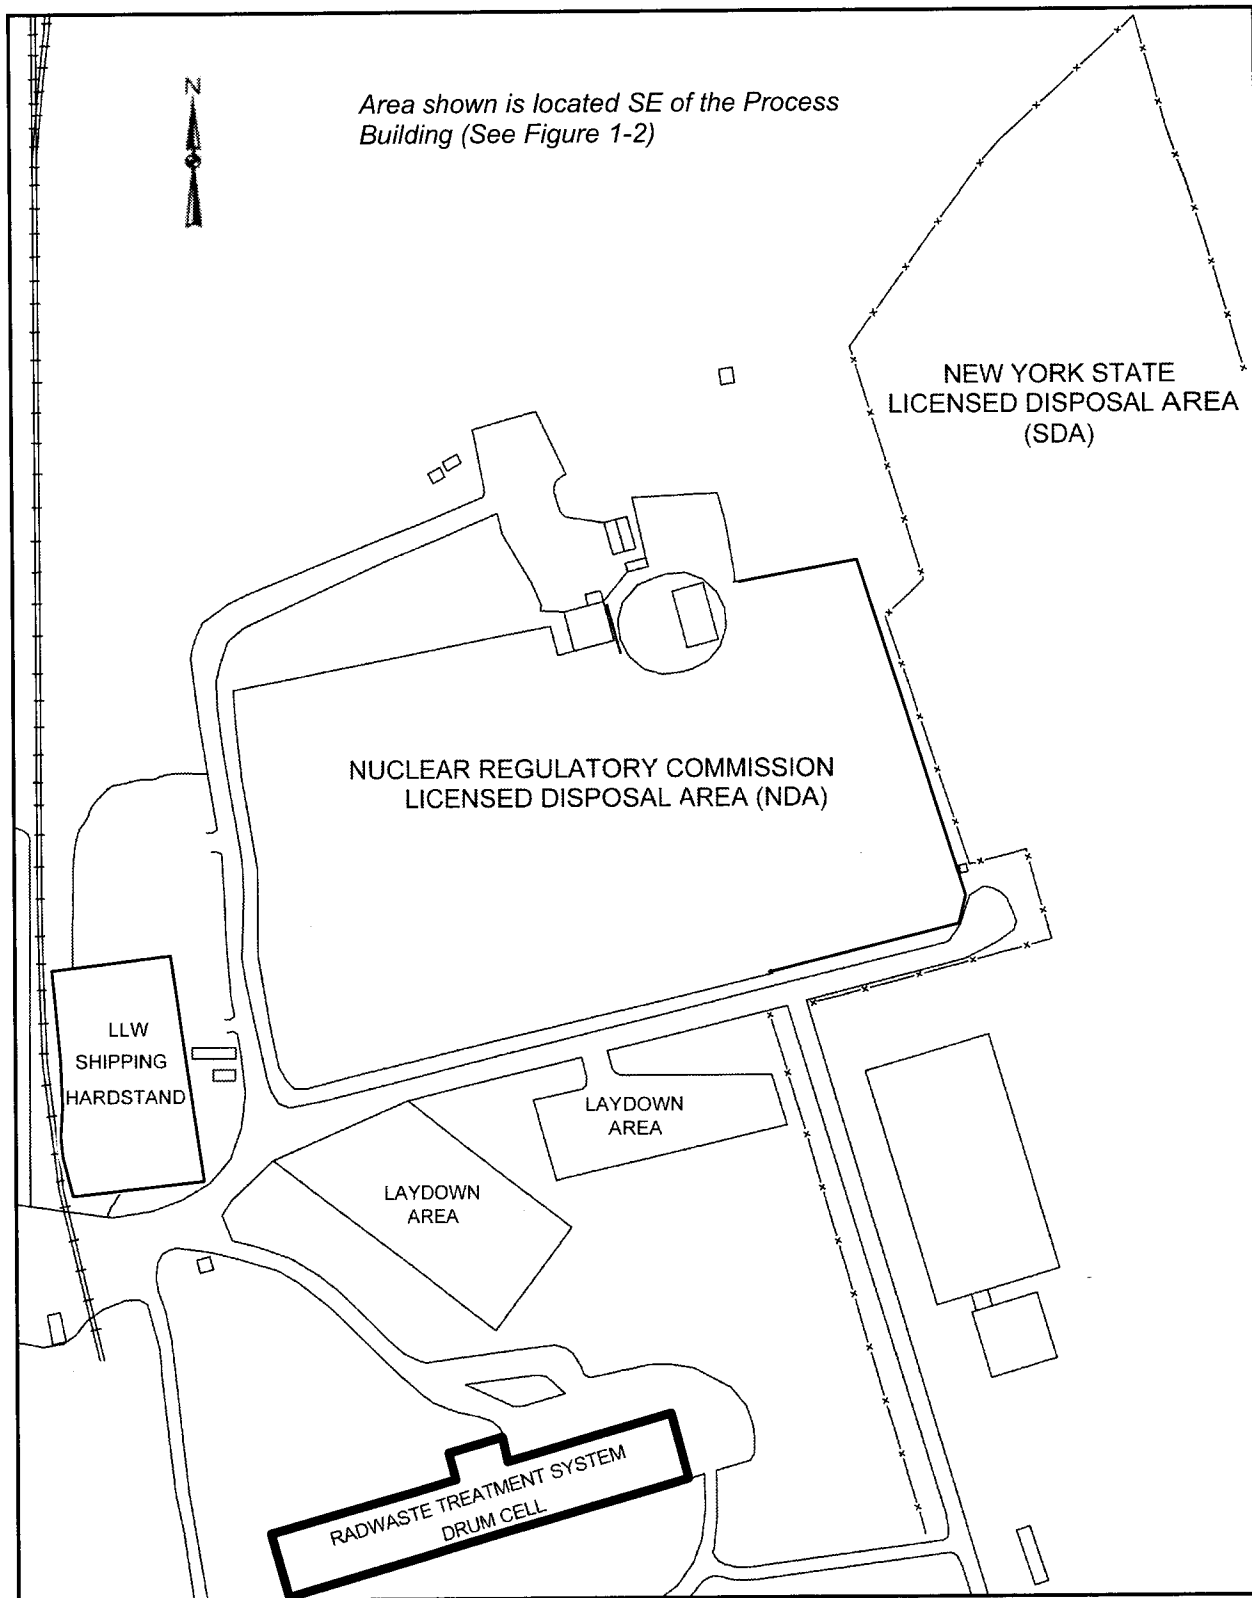 N
Area shown is located SE of the Process
Building (See Figure 1-2)
NEW YORK STATE
LICENSED DISPOSAL AREA
(SDA)
NUCLEAR REGULATORY COMMISSION
LICENSED DISPOSAL AREA (NDA)
LLW
SHIPPING
HARDSTAND
LAYDOWN
AREA
LAYDOWN
AREA
RADWASTE TREATMENT SYSTEM
DRUM CELL